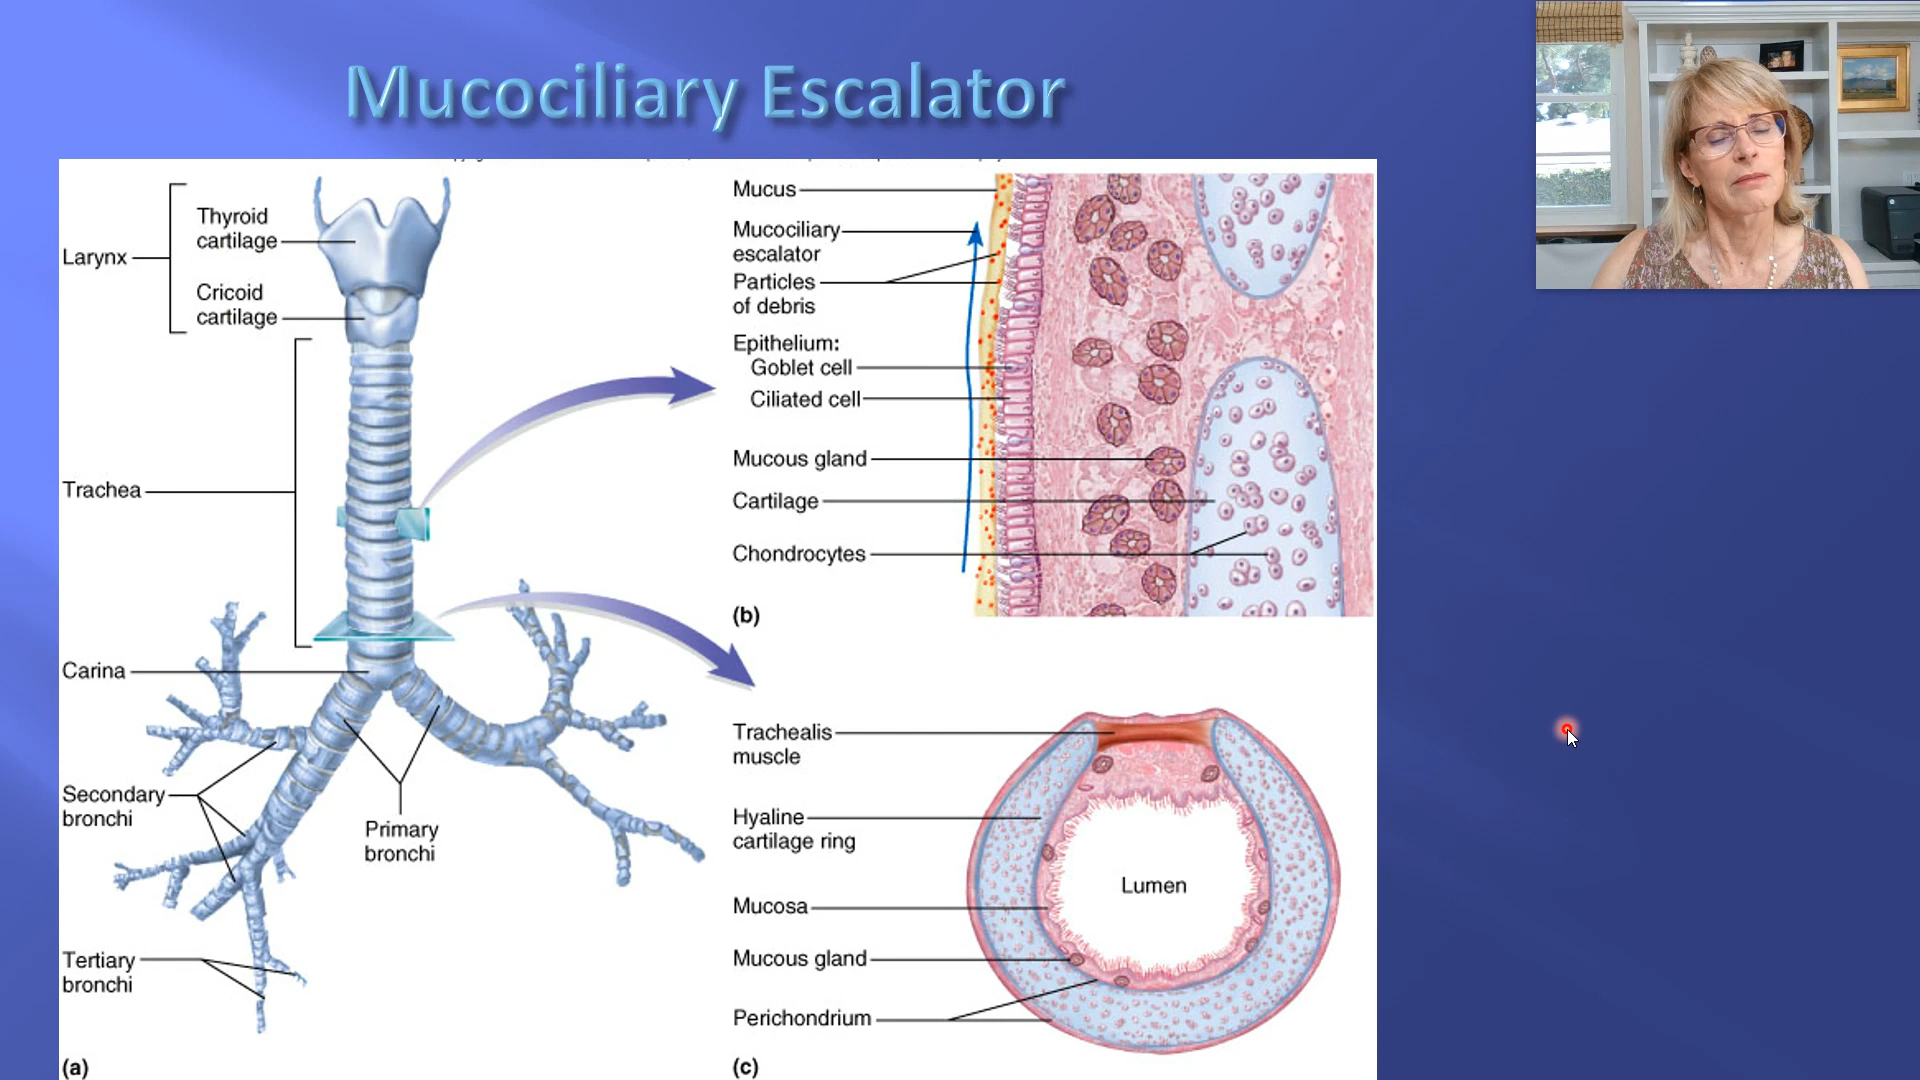 Mucociliary Escalator
Larynx
Thyroid
cartilage
Cricoid
cartilage
Trachea
Carina
Secondary
bronchi
Primary
bronchi
Tertiary
bronchi
(a)
Mucus
Mucociliary
escalator
Particles
of debris
Epithelium:
Goblet cell
Ciliated cell
Mucous gland
Cartilage
Chondrocytes
(b)
Trachealis
muscle
Hyaline
cartilage ring
Lumen
Mucosa
Mucous gland
Perichondrium
(c)